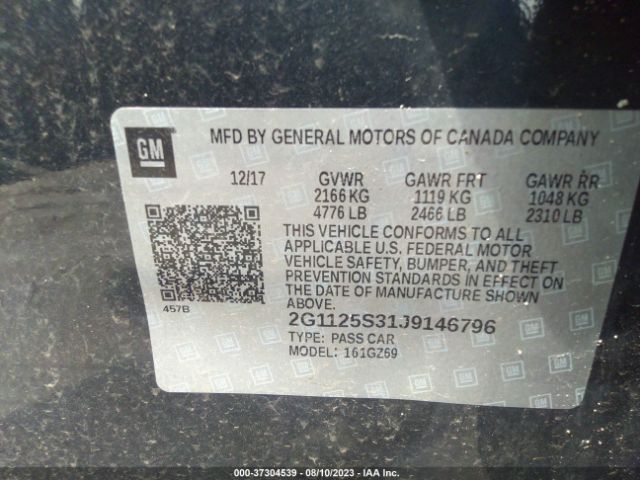 GM
MFD BY GENERAL MOTORS OF CANADA COMPANY
12/17 GVWR GAWR FRT GAWR RR
2166 KG 1119 KG 1048 KG
4776 LB 2466 LB 2310 LB
THIS VEHICLE CONFORMS TO ALL
APPLICABLE U.S. FEDERAL MOTOR
VEHICLE SAFETY, BUMPER, AND THEFT
PREVENTION STANDARDS IN EFFECT ON
THE DATE OF MANUFACTURE SHOWN
ABOVE.
457B
2G1125S31J9146796
TYPE: PASS CAR
MODEL: 161GZ69
000-37304539 - 08/10/2023 - IAA Inc.